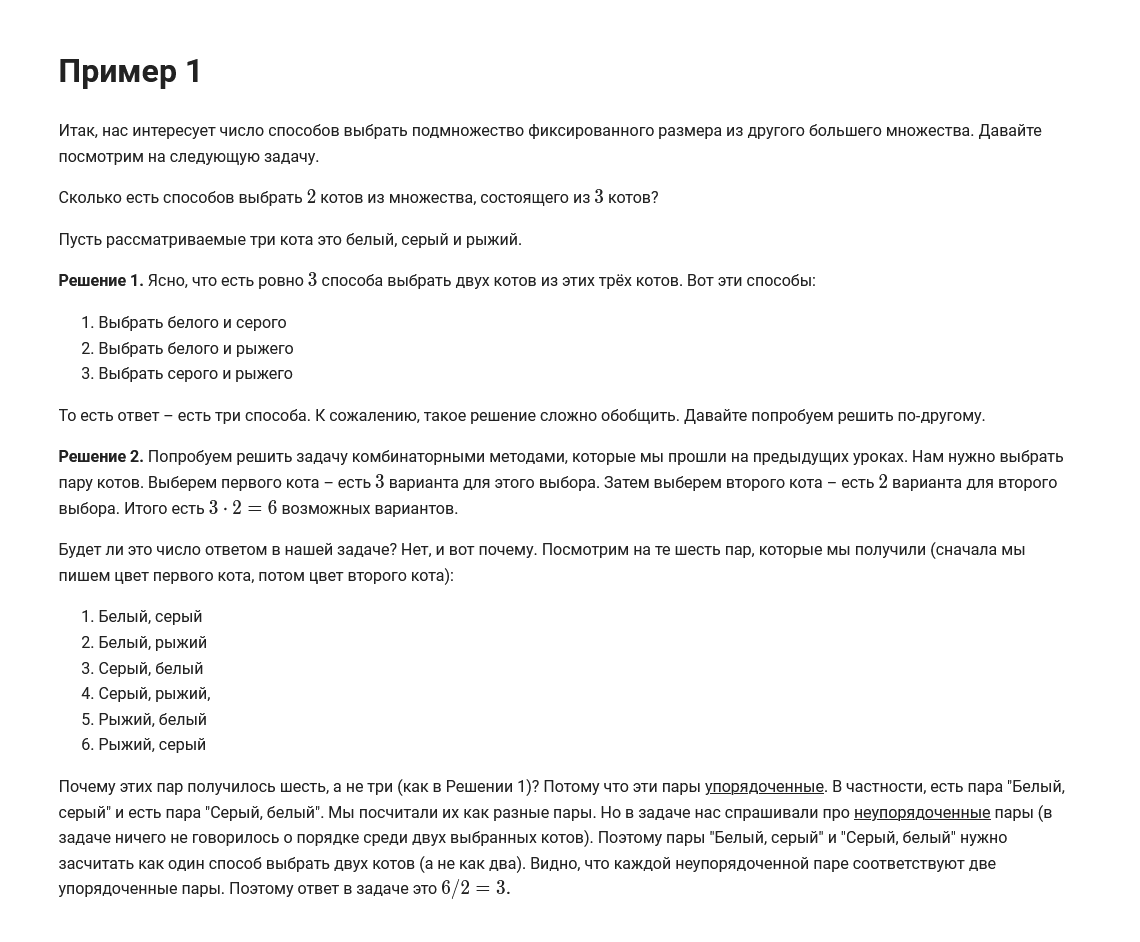 Пример 1
Итак, нас интересует число способов выбрать подмножество фиксированного размера из другого большего множества. Давайте
посмотрим на следующую задачу.
Сколько есть способов выбрать 2 котов из множества, состоящего из 3 котов?
Пусть рассматриваемые три кота это белый, серый и рыжий.
Решение 1. Ясно, что есть ровно 3 способа выбрать двух котов из этих трёх котов. Вот эти способы:
1. Выбрать белого и серого
2. Выбрать белого и рыжего
3. Выбрать серого и рыжего
То есть ответ – есть три способа. К сожалению, такое решение сложно обобщить. Давайте попробуем решить по-другому.
Решение 2. Попробуем решить задачу комбинаторными методами, которые мы прошли на предыдущих уроках. Нам нужно выбрать
пару котов. Выберем первого кота – есть 3 варианта для этого выбора. Затем выберем второго кота – есть 2 варианта для второго
выбора. Итого есть 3 · 2 = 6 возможных вариантов.
Будет ли это число ответом в нашей задаче? Нет, и вот почему. Посмотрим на те шесть пар, которые мы получили (сначала мы
пишем цвет первого кота, потом цвет второго кота):
1. Белый, серый
2. Белый, рыжий
3. Серый, белый
4. Серый, рыжий,
5. Рыжий, белый
6. Рыжий, серый
Почему этих пар получилось шесть, а не три (как в Решении 1)? Потому что эти пары упорядоченные. В частности, есть пара "Белый,
серый" и есть пара "Серый, белый". Мы посчитали их как разные пары. Но в задаче нас спрашивали про неупорядоченные пары (в
задаче ничего не говорилось о порядке среди двух выбранных котов). Поэтому пары "Белый, серый" и "Серый, белый" нужно
засчитать как один способ выбрать двух котов (а не как два). Видно, что каждой неупорядоченной паре соответствуют две
упорядоченные пары. Поэтому ответ в задаче это 6/2 = 3.